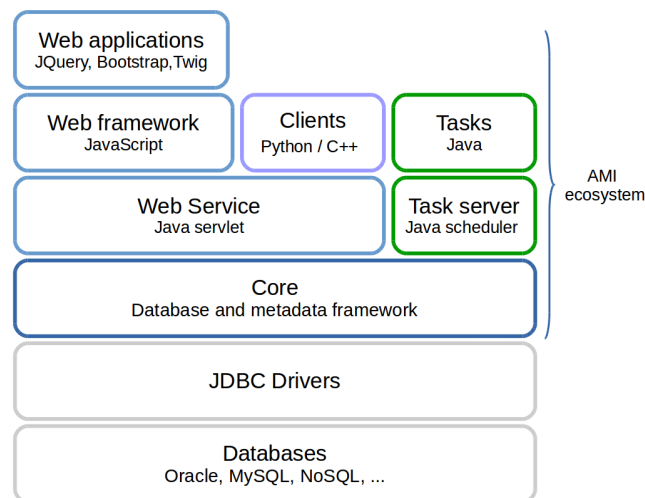 Web applications
JQuery, Bootstrap,Twig
Web framework
JavaScript
Clients
Python / C++
Tasks
Java
AMI
ecosystem
Web Service
Java servlet
Task server
Java scheduler
Core
Database and metadata framework
JDBC Drivers
Databases
Oracle, MySQL, NoSQL, ...